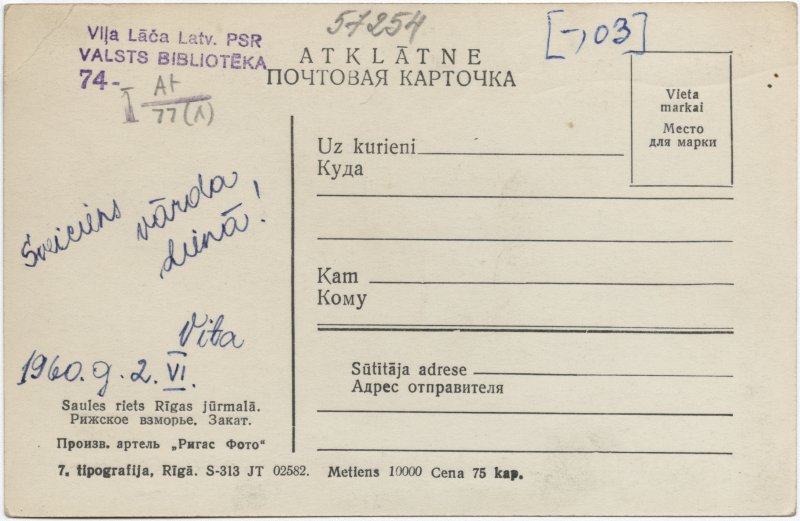 57254
[-,03]
Viļa Lāča Latv. PSR
VALSTS BIBLIOTĒKA
74-
I At
77(1)
ATKLĀTNE
ПОЧТОВАЯ КАРТОЧКА
Vieta
markai
Место
для марки
Uz kurieni
Куда
Sveiciens vārda
dienā!
Kam
Кому
Vita
1960. g. 2. VI.
Sūtītāja adrese
Адрес отправителя
Saules riets Rīgas jūrmalā.
Рижское взморье. Закат.
Произв. артель „Ригас Фото“
7. tipografija, Rīgā. S-313 JT 02582. Metiens 10000 Cena 75 kap.